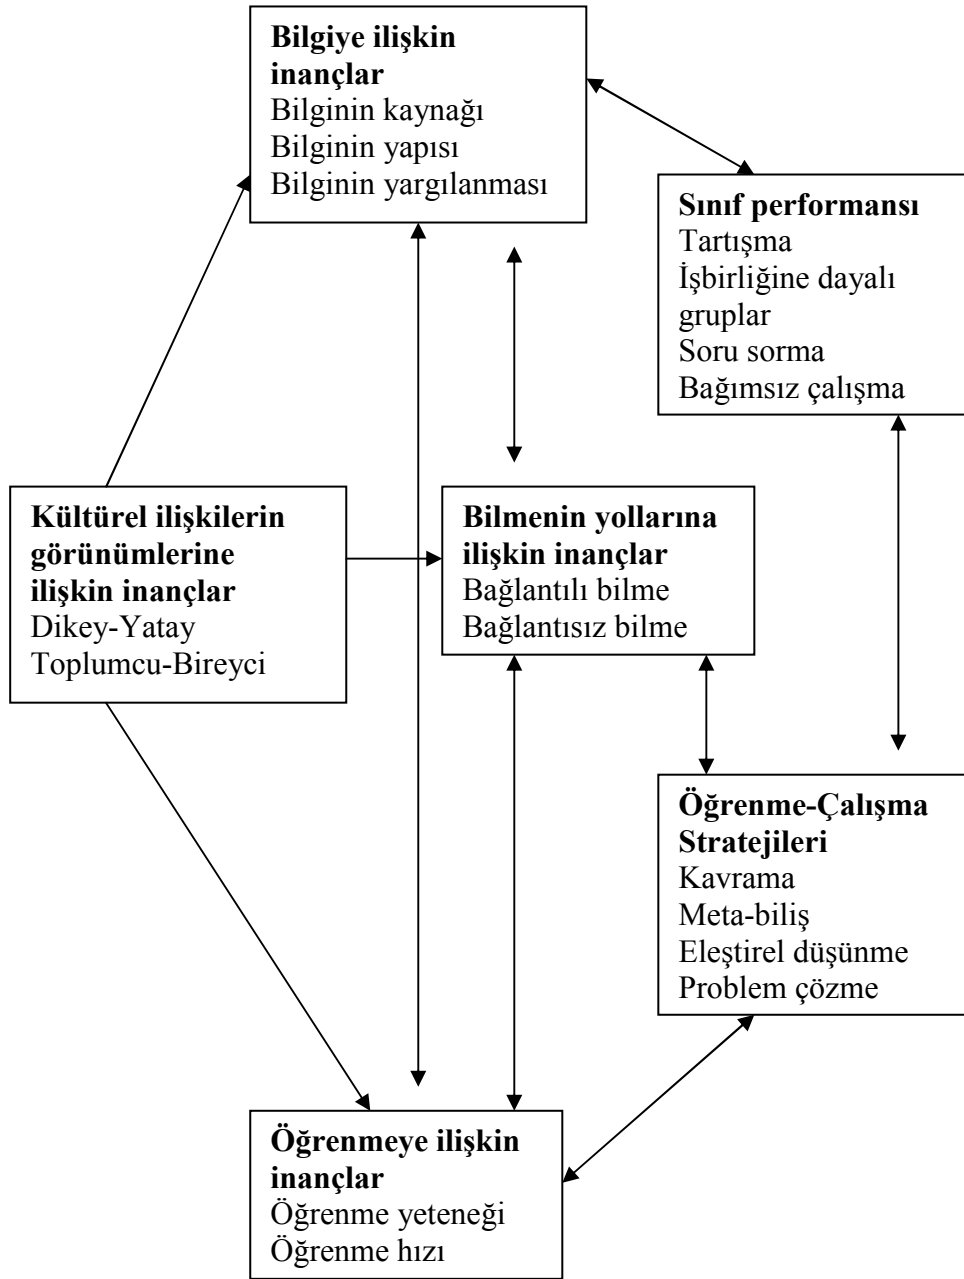 Bilgiye ilişkin
inançlar
Bilginin kaynağı
Bilginin yapısı
Bilginin yargılanması
Sınıf performansı
Tartışma
İşbirliğine dayalı
gruplar
Soru sorma
Bağımsız çalışma
Kültürel ilişkilerin
görünümlerine
ilişkin inançlar
Dikey-Yatay
Toplumcu-Bireyci
Bilmenin yollarına
ilişkin inançlar
Bağlantılı bilme
Bağlantısız bilme
Öğrenme-Çalışma
Stratejileri
Kavrama
Meta-biliş
Eleştirel düşünme
Problem çözme
Öğrenmeye ilişkin
inançlar
Öğrenme yeteneği
Öğrenme hızı